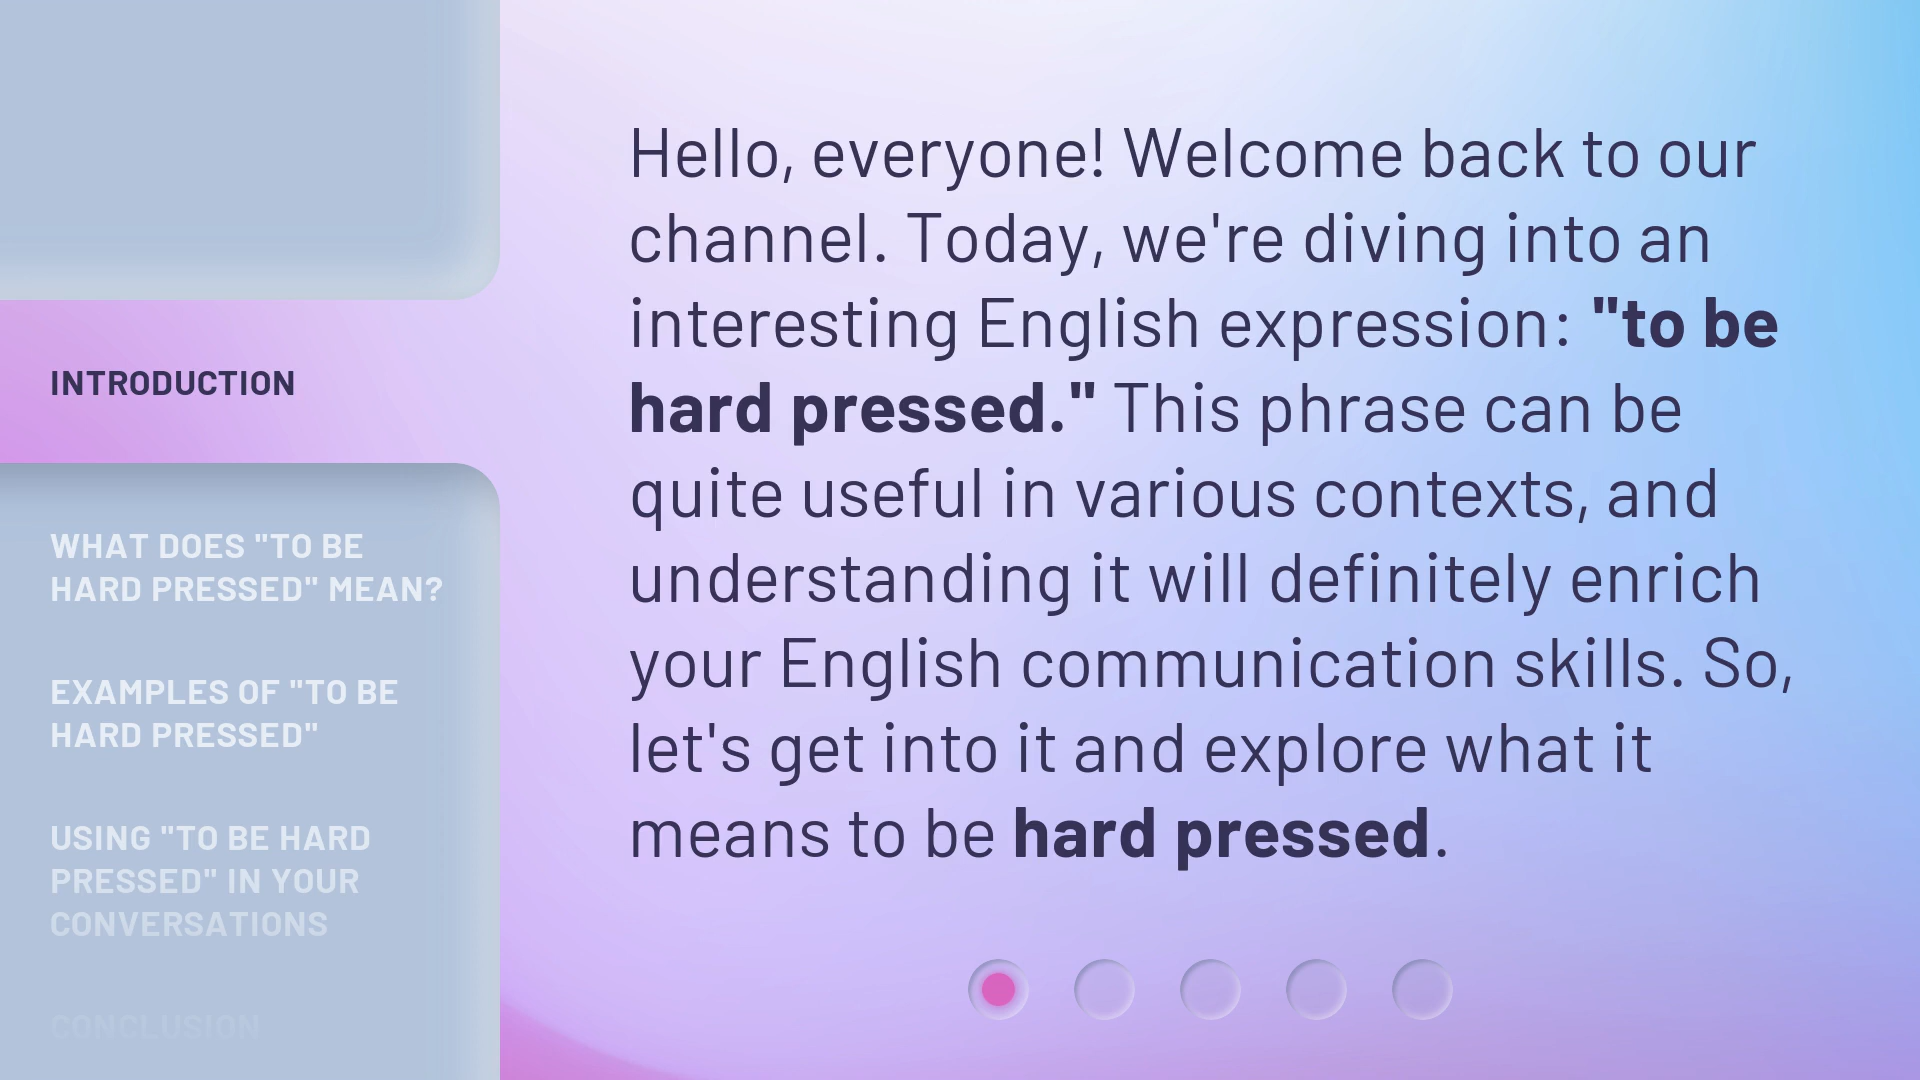 INTRODUCTION
WHAT DOES "TO BE
HARD PRESSED" MEAN?
EXAMPLES OF "TO BE
HARD PRESSED"
USING "TO BE HARD
PRESSED" IN YOUR
CONVERSATIONS
CONCLUSION
Hello, everyone! Welcome back to our
channel. Today, we're diving into an
interesting English expression: "to be
hard pressed." This phrase can be
quite useful in various contexts, and
understanding it will definitely enrich
your English communication skills. So,
let's get into it and explore what it
means to be hard pressed.